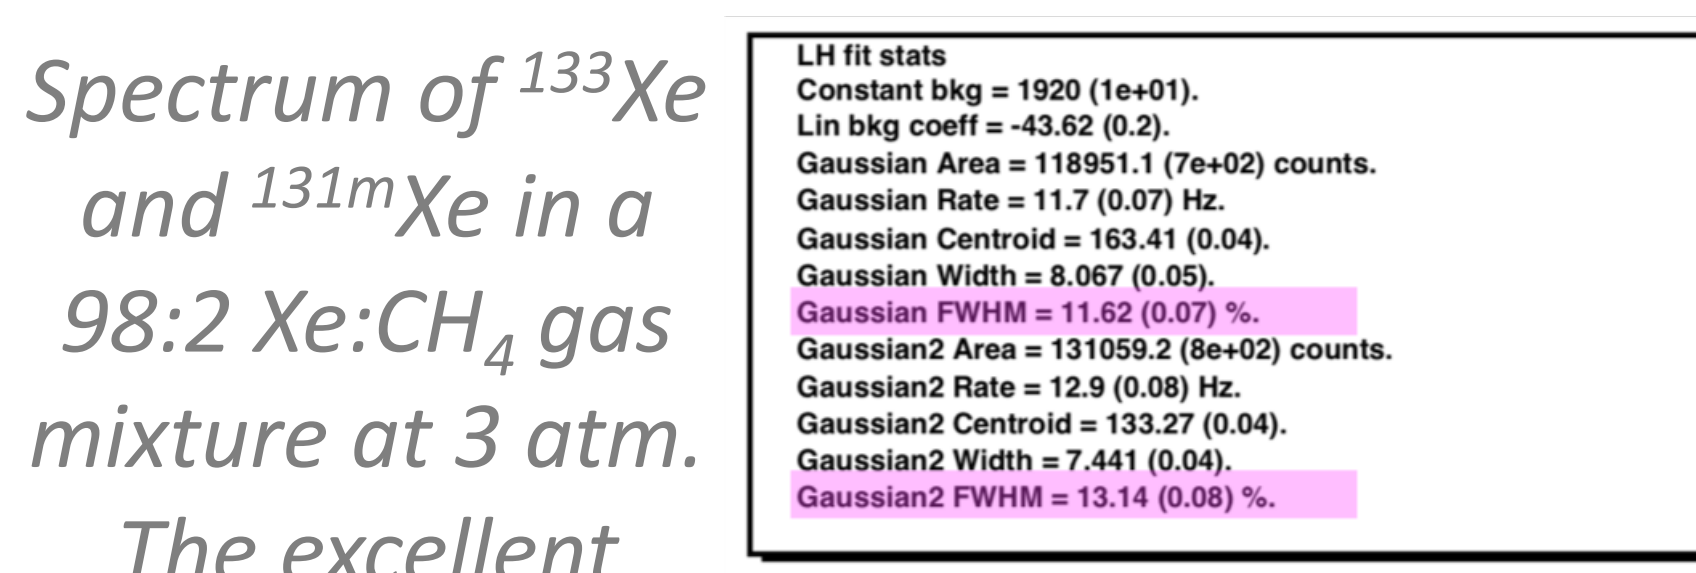 Spectrum of ¹³³Xe
and ¹³¹ᵐXe in a
98:2 Xe:CH₄ gas
mixture at 3 atm.
The excellent
LH fit stats
Constant bkg = 1920 (1e+01).
Lin bkg coeff = -43.62 (0.2).
Gaussian Area = 118951.1 (7e+02) counts.
Gaussian Rate = 11.7 (0.07) Hz.
Gaussian Centroid = 163.41 (0.04).
Gaussian Width = 8.067 (0.05).
Gaussian FWHM = 11.62 (0.07) %.
Gaussian2 Area = 131059.2 (8e+02) counts.
Gaussian2 Rate = 12.9 (0.08) Hz.
Gaussian2 Centroid = 133.27 (0.04).
Gaussian2 Width = 7.441 (0.04).
Gaussian2 FWHM = 13.14 (0.08) %.